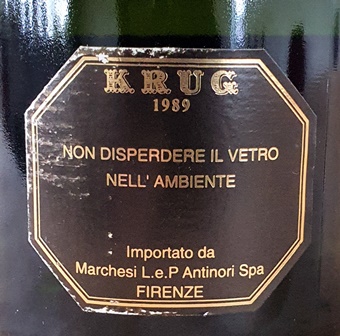 KRUG
1989
NON DISPERDERE IL VETRO
NELL' AMBIENTE
Importato da
Marchesi L.e.P Antinori Spa
FIRENZE